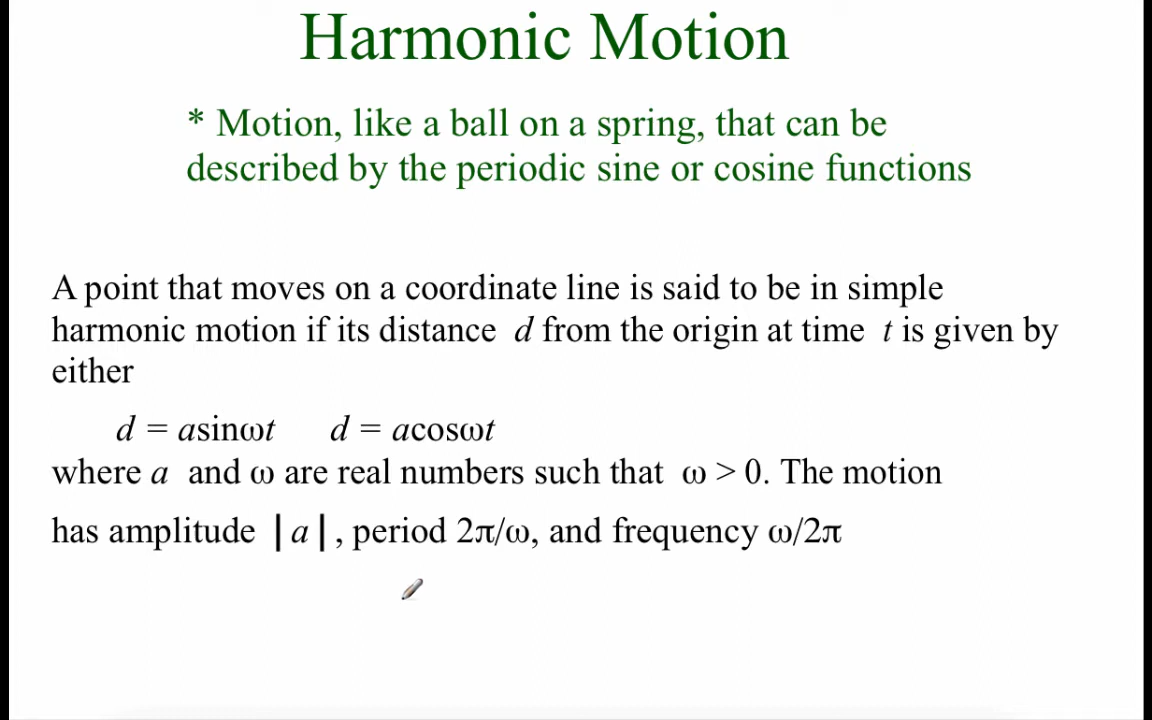 Harmonic Motion
* Motion, like a ball on a spring, that can be
described by the periodic sine or cosine functions
A point that moves on a coordinate line is said to be in simple
harmonic motion if its distance d from the origin at time t is given by
either
d = asinωt d = acosωt
where a and ω are real numbers such that ω > 0. The motion
has amplitude |a|, period 2π/ω, and frequency ω/2π